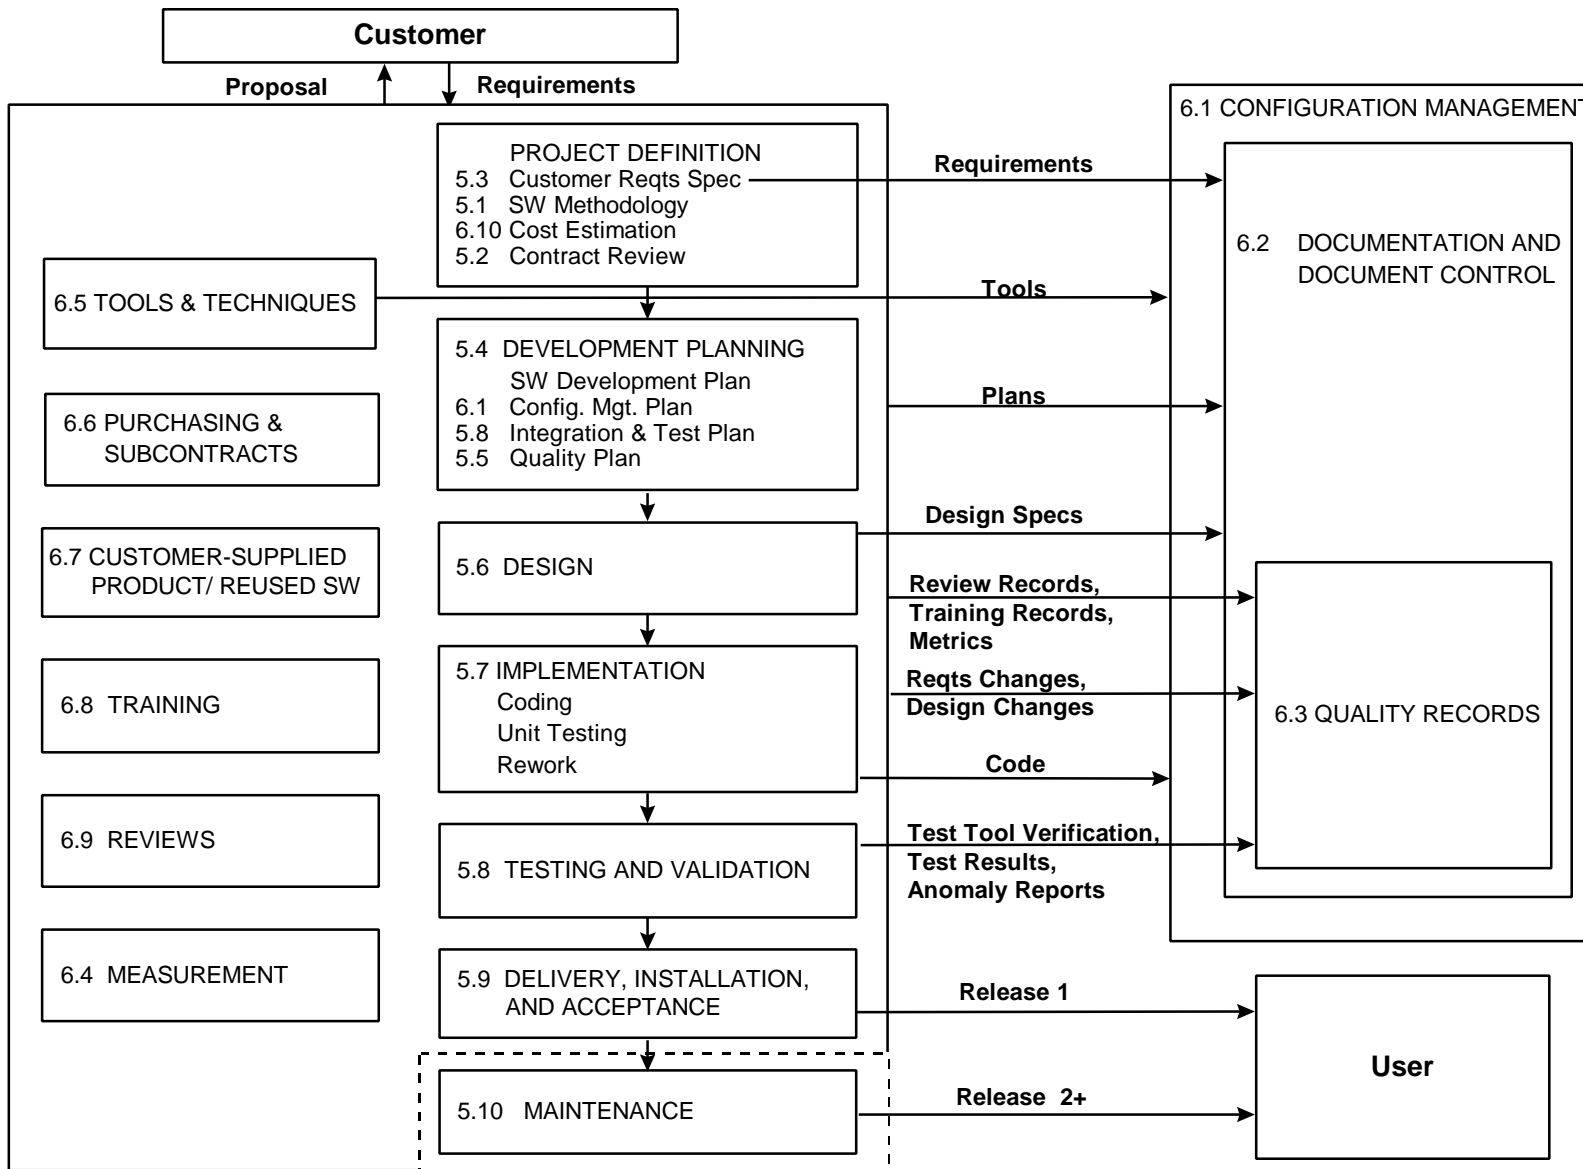 Customer
Proposal
Requirements
PROJECT DEFINITION
5.3 Customer Reqts Spec
5.1 SW Methodology
6.10 Cost Estimation
5.2 Contract Review
6.5 TOOLS & TECHNIQUES
5.4 DEVELOPMENT PLANNING
SW Development Plan
6.1 Config. Mgt. Plan
5.8 Integration & Test Plan
5.5 Quality Plan
6.6 PURCHASING &
SUBCONTRACTS
5.6 DESIGN
6.7 CUSTOMER-SUPPLIED
PRODUCT/ REUSED SW
5.7 IMPLEMENTATION
Coding
Unit Testing
Rework
6.8 TRAINING
6.9 REVIEWS
5.8 TESTING AND VALIDATION
6.4 MEASUREMENT
5.9 DELIVERY, INSTALLATION,
AND ACCEPTANCE
5.10 MAINTENANCE
Requirements
Tools
Plans
Design Specs
Review Records,
Training Records,
Metrics
Reqts Changes,
Design Changes
Code
Test Tool Verification,
Test Results,
Anomaly Reports
Release 1
Release 2+
6.1 CONFIGURATION MANAGEMENT
6.2 DOCUMENTATION AND
DOCUMENT CONTROL
6.3 QUALITY RECORDS
User